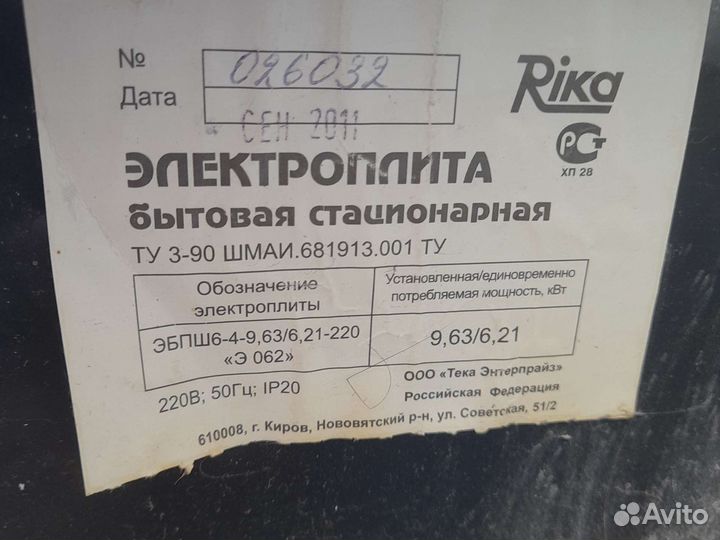 № 026032
Rika
Дата СЕН 2011
РСТ
ХП 28
ЭЛЕКТРОПЛИТА
бытовая стационарная
ТУ 3-90 ШМАИ.681913.001 ТУ
Обозначение
электроплиты
Установленная/единовременно
потребляемая мощность, кВт
ЭБПШ6-4-9,63/6,21-220
«Э 062»
9,63/6,21
220В; 50Гц; IP20
ООО «Тека Энтерпрайз»
Российская Федерация
610008, г. Киров, Нововятский р-н, ул. Советская, 51/2
Avito